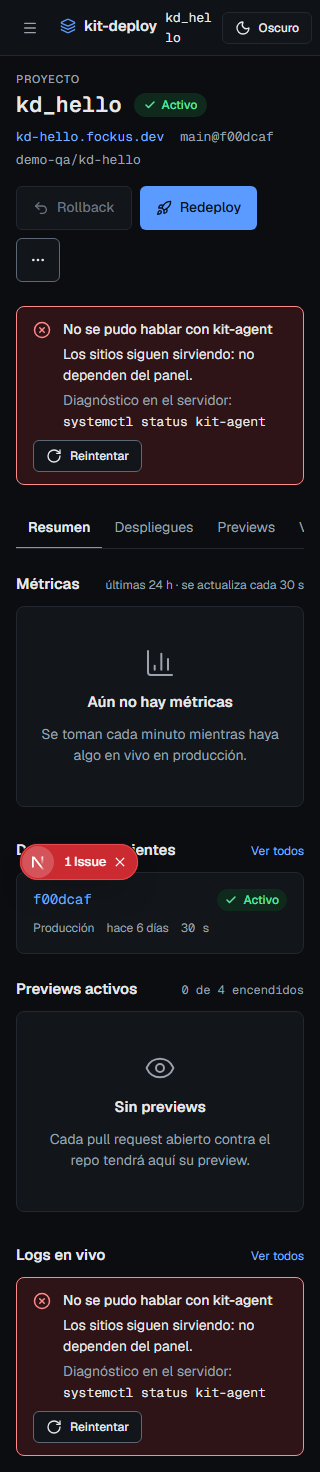 kit-deploy
kd_hel
lo
Oscuro
PROYECTO
kd_hello
Activo
kd-hello.fockus.dev main@f00dcaf
demo-qa/kd-hello
Rollback
Redeploy
...
No se pudo hablar con kit-agent
Los sitios siguen sirviendo: no
dependen del panel.
Diagnóstico en el servidor:
systemctl status kit-agent
Reintentar
Resumen Despliegues Previews
Métricas
últimas 24 h · se actualiza cada 30 s
Aún no hay métricas
Se toman cada minuto mientras haya
algo en vivo en producción.
1 Issue
Ver todos
f00dcaf
Activo
Producción hace 6 días 30 s
Previews activos
0 de 4 encendidos
Sin previews
Cada pull request abierto contra el
repo tendrá aquí su preview.
Logs en vivo
Ver todos
No se pudo hablar con kit-agent
Los sitios siguen sirviendo: no
dependen del panel.
Diagnóstico en el servidor:
systemctl status kit-agent
Reintentar